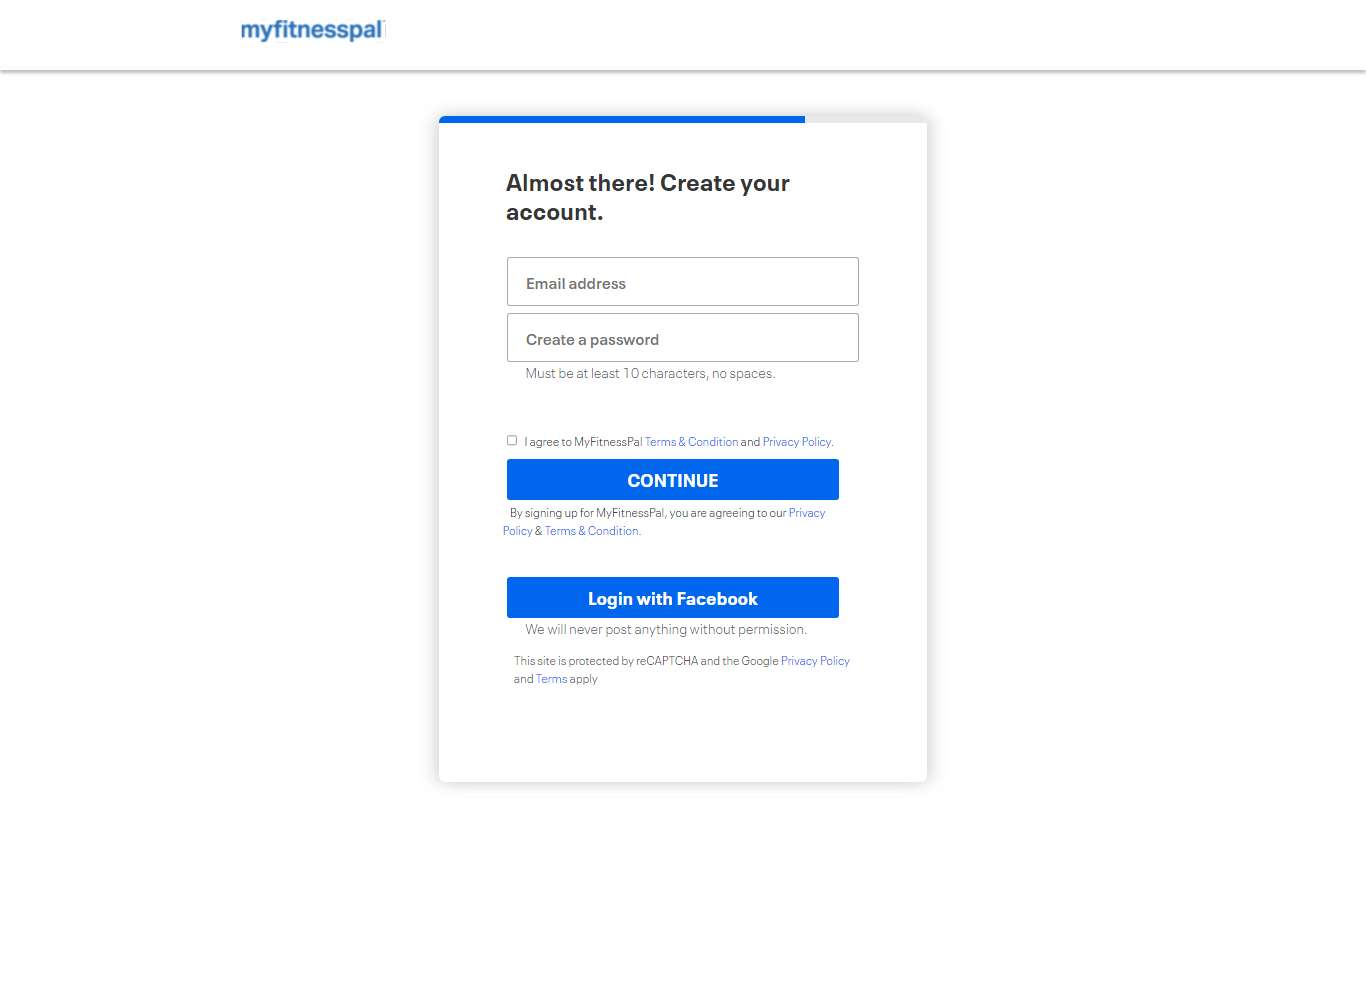 myfitnesspal
Almost there! Create your
account.
Email address
Create a password
Must be at least 10 characters, no spaces.
I agree to MyFitnessPal Terms & Condition and Privacy Policy.
CONTINUE
By signing up for MyFitnessPal, you are agreeing to our Privacy
Policy & Terms & Condition.
Login with Facebook
We will never post anything without permission.
This site is protected by reCAPTCHA and the Google Privacy Policy
and Terms apply